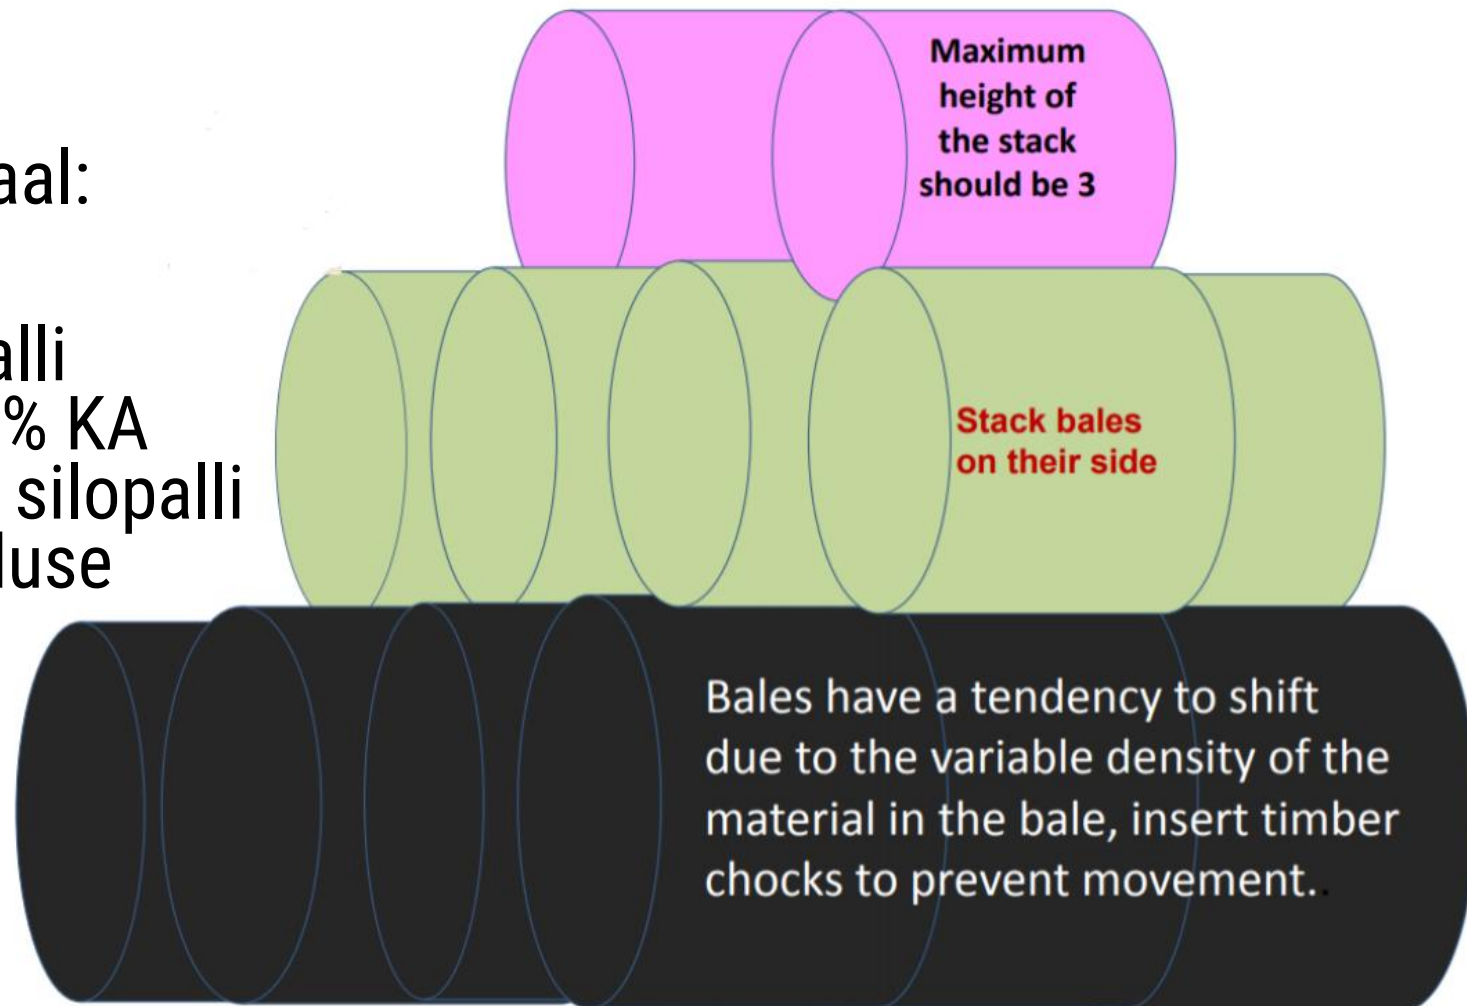 Maximum
height of
the stack
should be 3
aal:
alli
% KA
silopalli
luse
Stack bales
on their side
Bales have a tendency to shift
due to the variable density of the
material in the bale, insert timber
chocks to prevent movement..